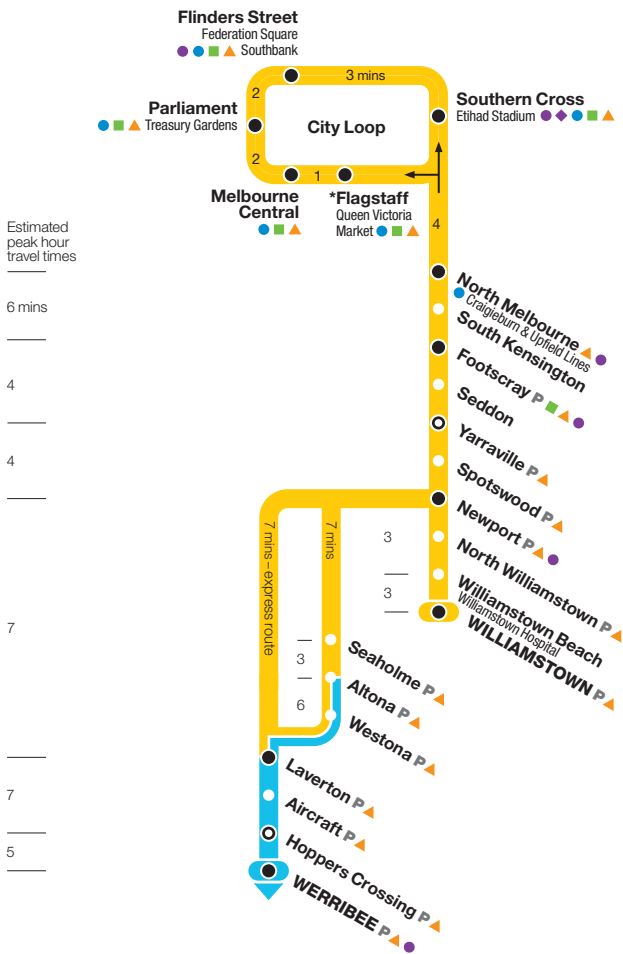 Flinders Street
Federation Square
Southbank
3 mins
2
Parliament
Treasury Gardens
City Loop
Southern Cross
Etihad Stadium
2
1
Melbourne
Central
*Flagstaff
Queen Victoria
Market
4
Estimated
peak hour
travel times
6 mins
4
4
7
7
5
North Melbourne
Craigieburn & Upfield Lines
South Kensington
Footscray P
Seddon
Yarraville P
Spotswood P
Newport P
North Williamstown P
Williamstown Beach
Williamstown Hospital
WILLIAMSTOWN P
3
3
7 mins – express route
7 mins
3
6
Seaholme P
Altona P
Westona P
Laverton P
Aircraft P
Hoppers Crossing P
WERRIBEE P